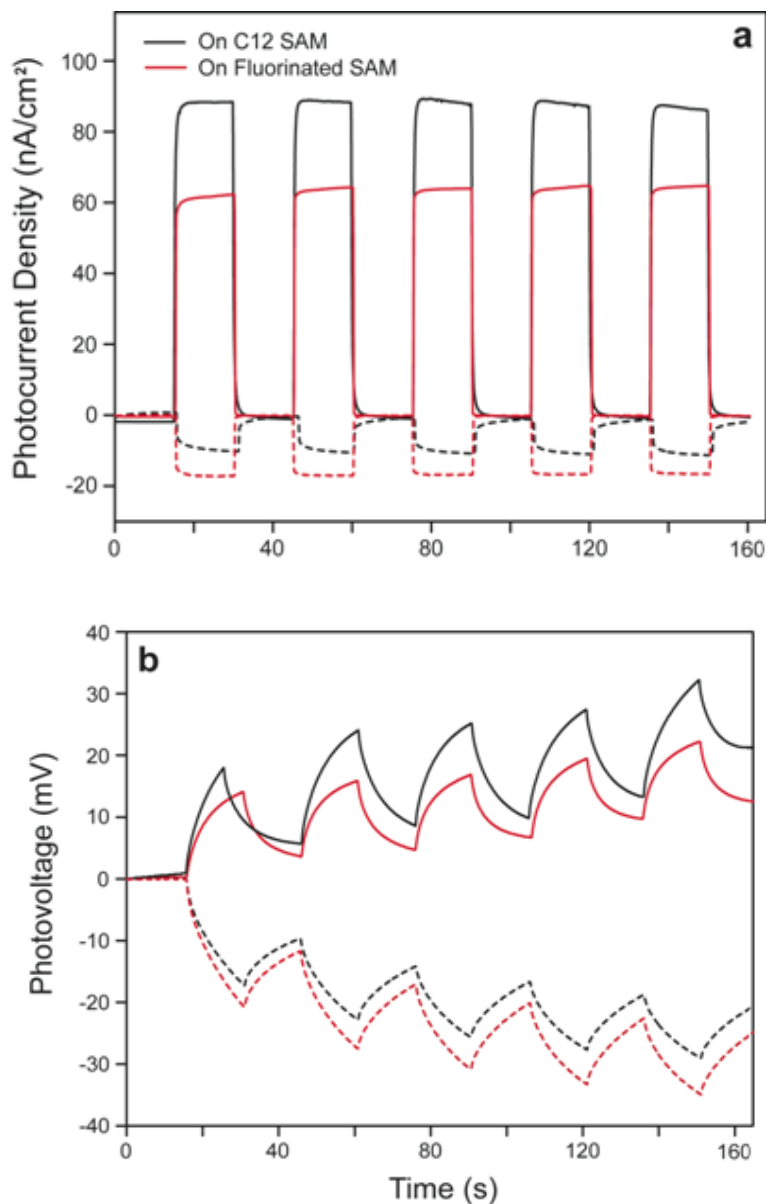 a
On C12 SAM
On Fluorinated SAM
Photocurrent Density (nA/cm²)
100
80
60
40
20
0
-20
0 40 80 120 160
b
Photovoltage (mV)
40
30
20
10
0
-10
-20
-30
-40
0 40 80 120 160
Time (s)